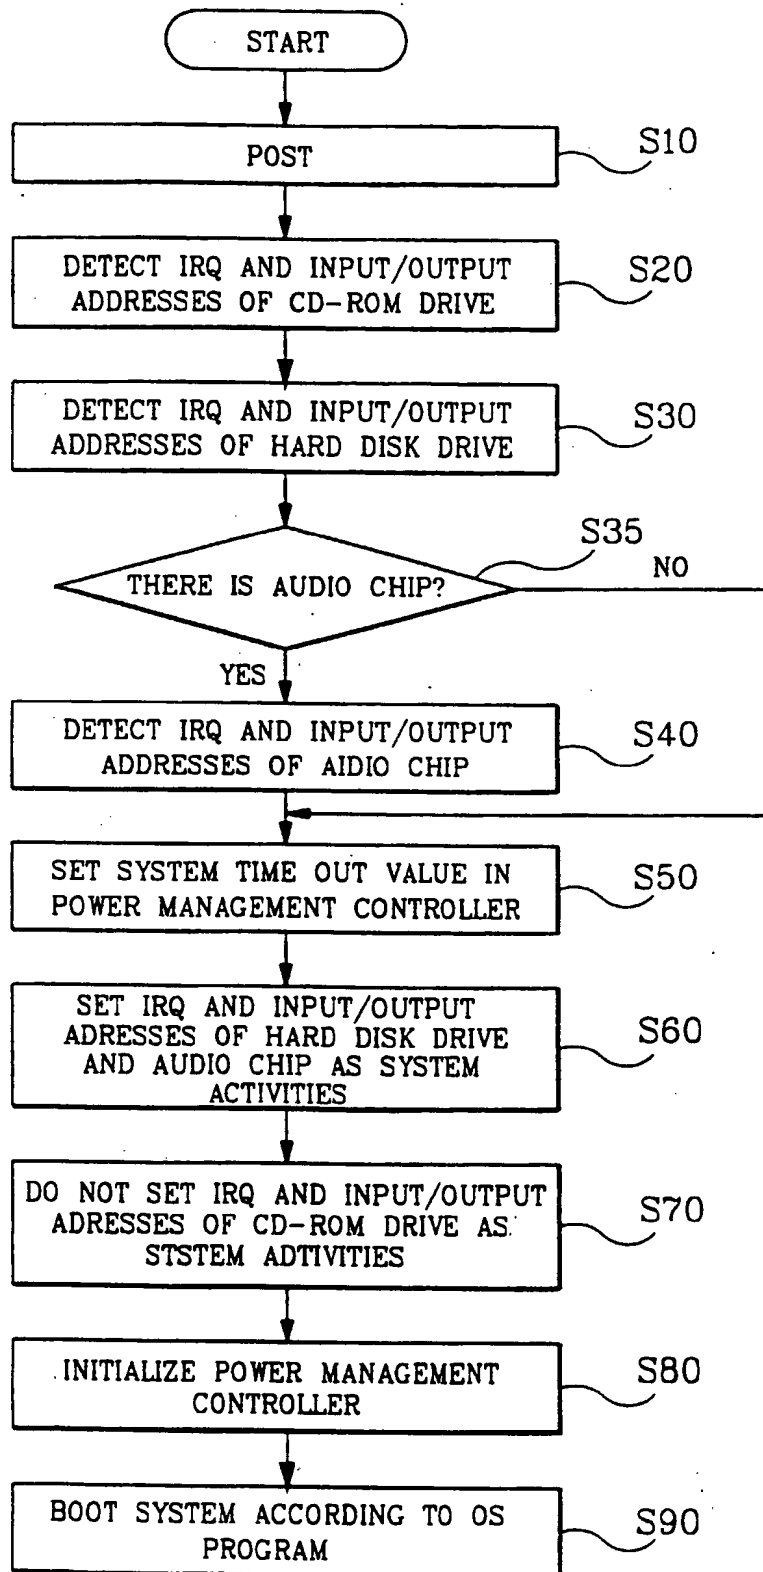 START
POST
S10
DETECT IRQ AND INPUT/OUTPUT
ADDRESSES OF CD-ROM DRIVE
S20
DETECT IRQ AND INPUT/OUTPUT
ADDRESSES OF HARD DISK DRIVE
S30
THERE IS AUDIO CHIP?
S35
NO
YES
DETECT IRQ AND INPUT/OUTPUT
ADDRESSES OF AIDIO CHIP
S40
SET SYSTEM TIME OUT VALUE IN
POWER MANAGEMENT CONTROLLER
S50
SET IRQ AND INPUT/OUTPUT
ADRESSES OF HARD DISK DRIVE
AND AUDIO CHIP AS SYSTEM
ACTIVITIES
S60
DO NOT SET IRQ AND INPUT/OUTPUT
ADRESSES OF CD-ROM DRIVE AS
STSTEM ADTIVITIES
S70
INITIALIZE POWER MANAGEMENT
CONTROLLER
S80
BOOT SYSTEM ACCORDING TO OS
PROGRAM
S90